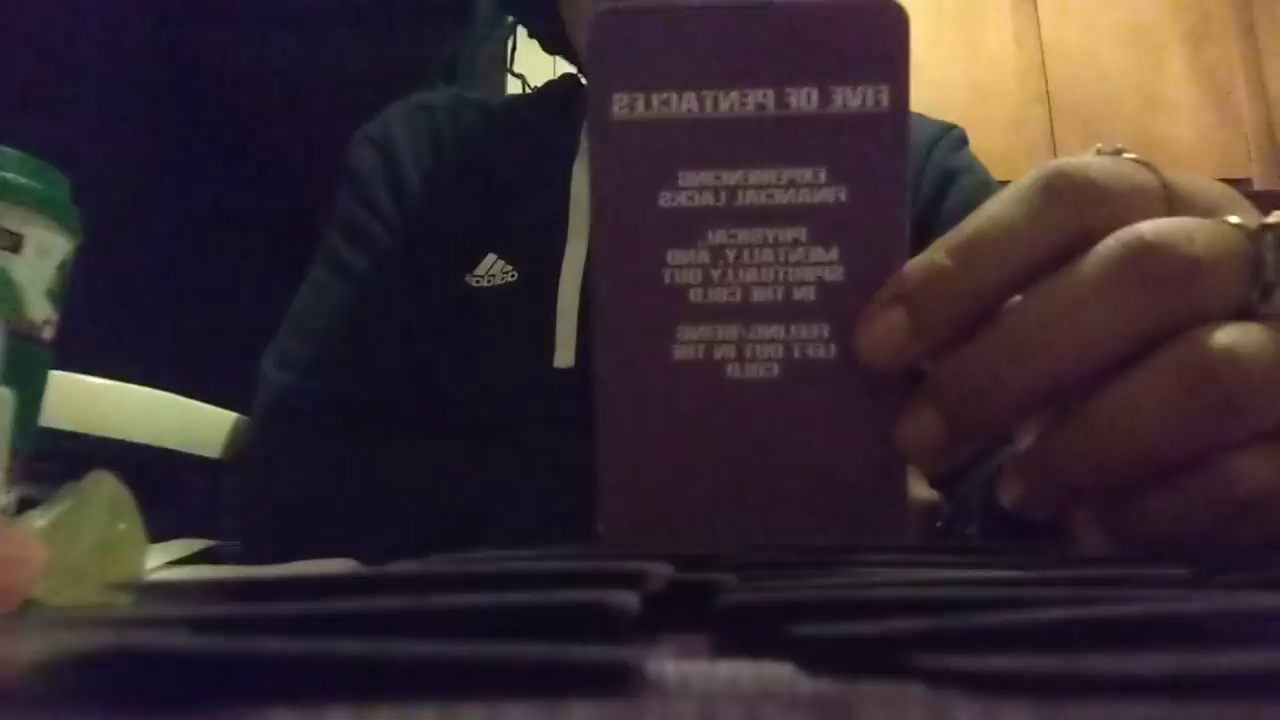 FIVE OF PENTACLES
EXPERIENCING
FINANCIAL LACKS
PHYSICAL,
MENTALLY, AND
SPIRITUALLY OUT
IN THE COLD
FEELING/BEING
LEFT OUT IN THE
COLD
adidas